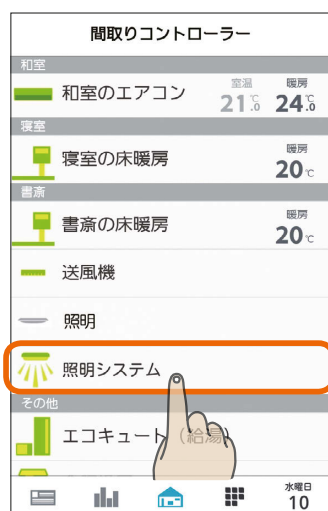 間取りコントローラー
和室
室温 暖房
和室のエアコン 21.0℃ 24.0℃
寝室
暖房
寝室の床暖房 20℃
書斎
暖房
書斎の床暖房 20℃
送風機
照明
照明システム
その他
エコキュート(給湯)
水曜日
10